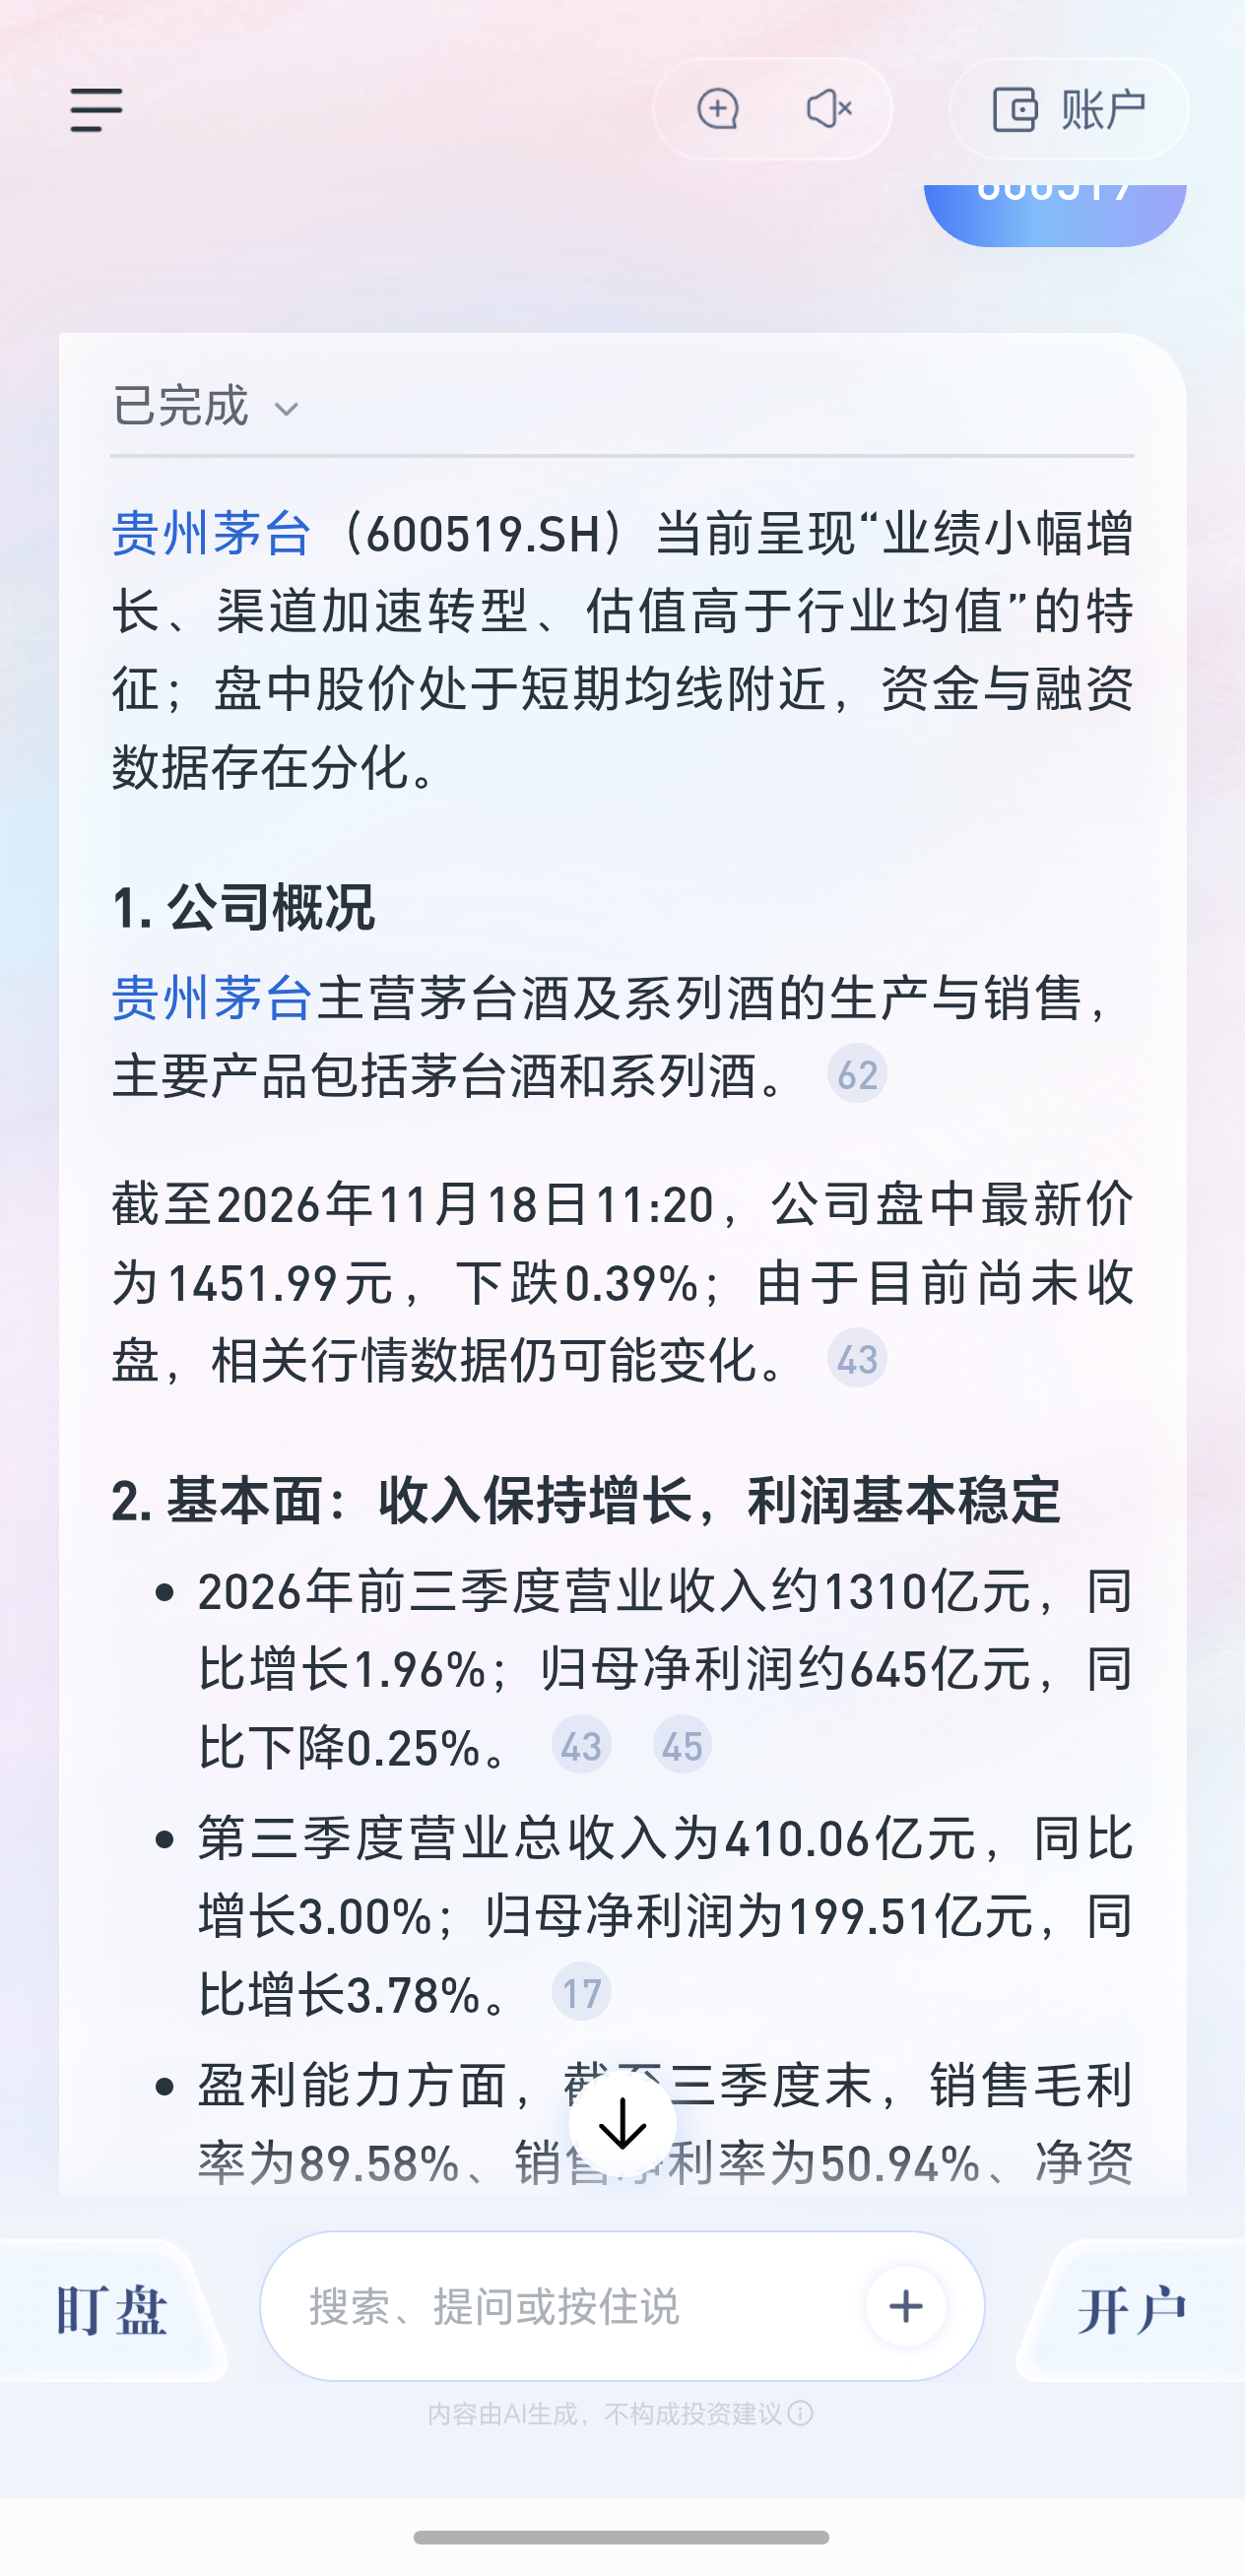 账户
600519
已完成
贵州茅台（600519.SH）当前呈现“业绩小幅增
长、渠道加速转型、估值高于行业均值”的特
征；盘中股价处于短期均线附近，资金与融资
数据存在分化。
1. 公司概况
贵州茅台主营茅台酒及系列酒的生产与销售，
主要产品包括茅台酒和系列酒。 62
截至2026年11月18日11:20，公司盘中最新价
为1451.99元，下跌0.39%；由于目前尚未收
盘，相关行情数据仍可能变化。 43
2. 基本面：收入保持增长，利润基本稳定
• 2026年前三季度营业收入约1310亿元，同
比增长1.96%；归母净利润约645亿元，同
比下降0.25%。 43 45
• 第三季度营业总收入为410.06亿元，同比
增长3.00%；归母净利润为199.51亿元，同
比增长3.78%。 17
• 盈利能力方面，截至三季度末，销售毛利
率为89.58%、销售净利率为50.94%、净资
盯盘
搜索、提问或按住说
开户
内容由AI生成，不构成投资建议